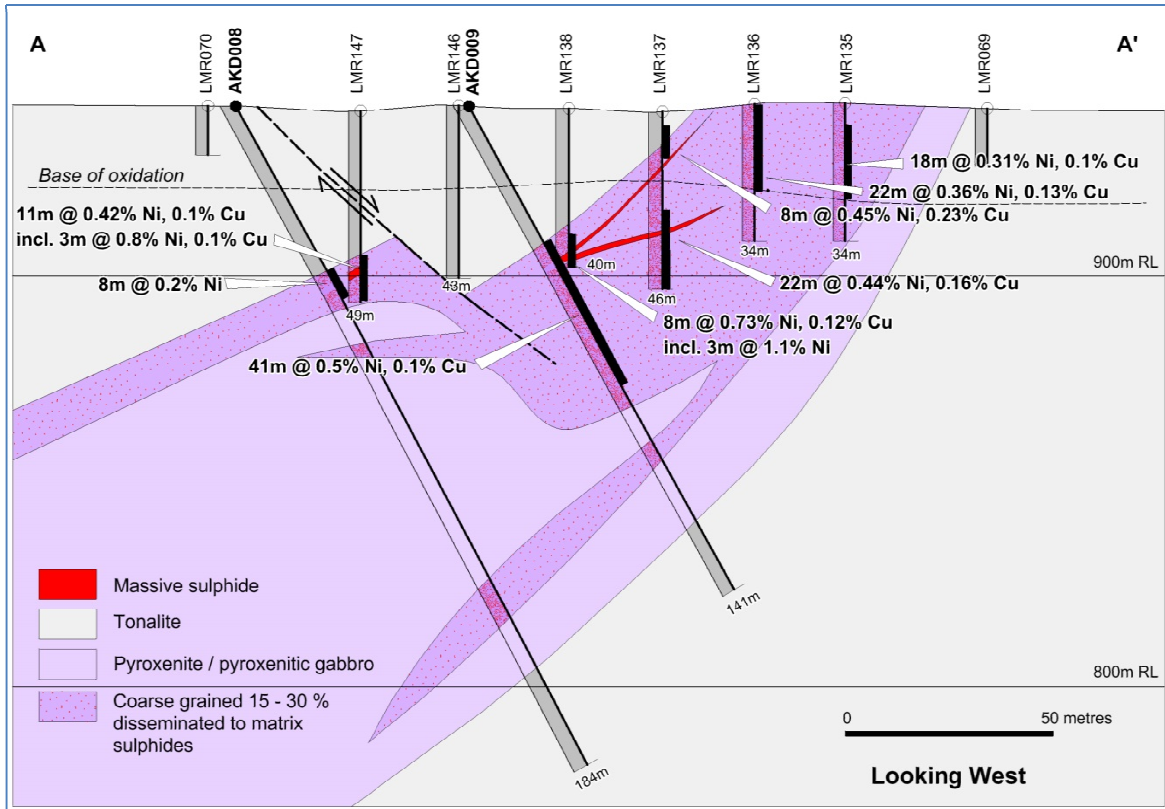 A
A'
LMR070
AKD008
LMR147
LMR146
AKD009
LMR138
LMR137
LMR136
LMR135
LMR069
Base of oxidation
18m @ 0.31% Ni, 0.1% Cu
22m @ 0.36% Ni, 0.13% Cu
8m @ 0.45% Ni, 0.23% Cu
11m @ 0.42% Ni, 0.1% Cu
incl. 3m @ 0.8% Ni, 0.1% Cu
8m @ 0.2% Ni
49m
43m
40m
46m
34m
34m
900m RL
22m @ 0.44% Ni, 0.16% Cu
8m @ 0.73% Ni, 0.12% Cu
incl. 3m @ 1.1% Ni
41m @ 0.5% Ni, 0.1% Cu
141m
184m
800m RL
Massive sulphide
Tonalite
Pyroxenite / pyroxenitic gabbro
Coarse grained 15 - 30 %
disseminated to matrix
sulphides
0
50 metres
Looking West